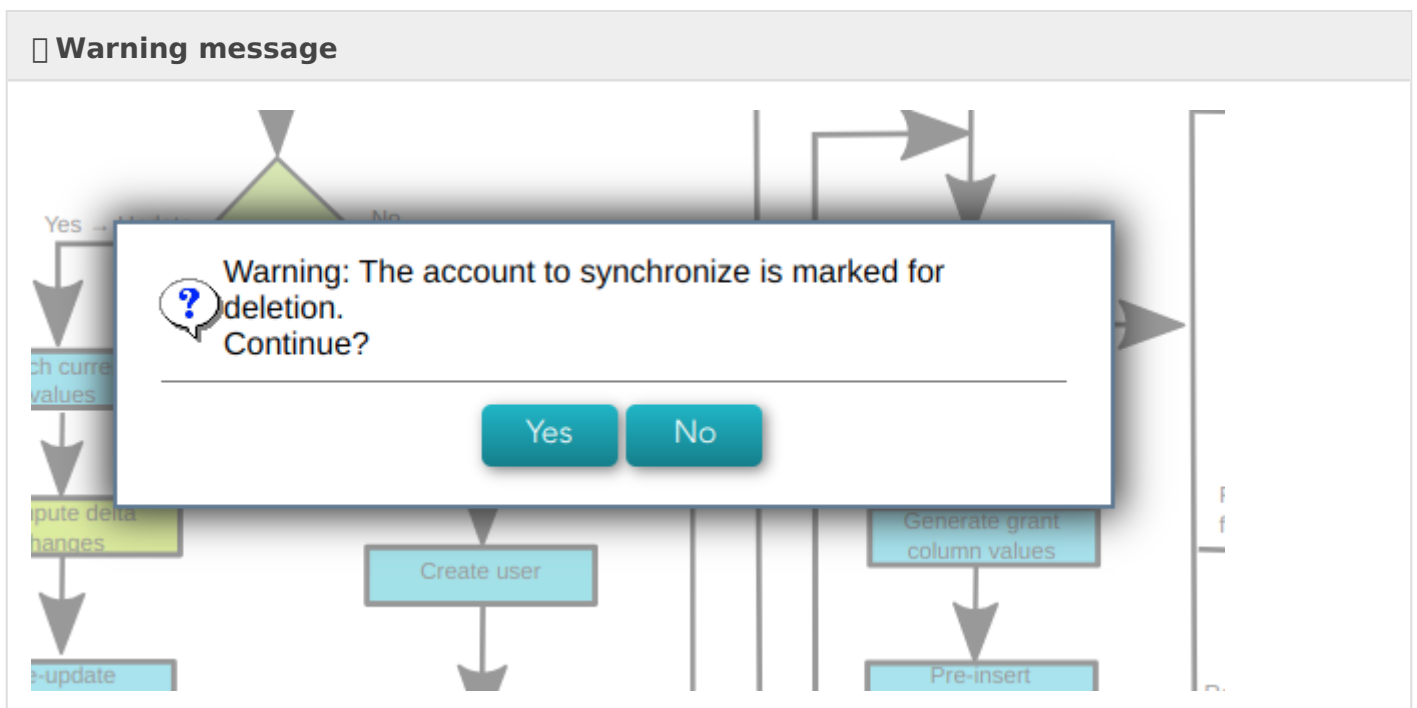 Warning message
Yes → Update
No
Warning: The account to synchronize is marked for
deletion.
Continue?
Yes No
values
Create user
Generate grant
column values
Pre-insert